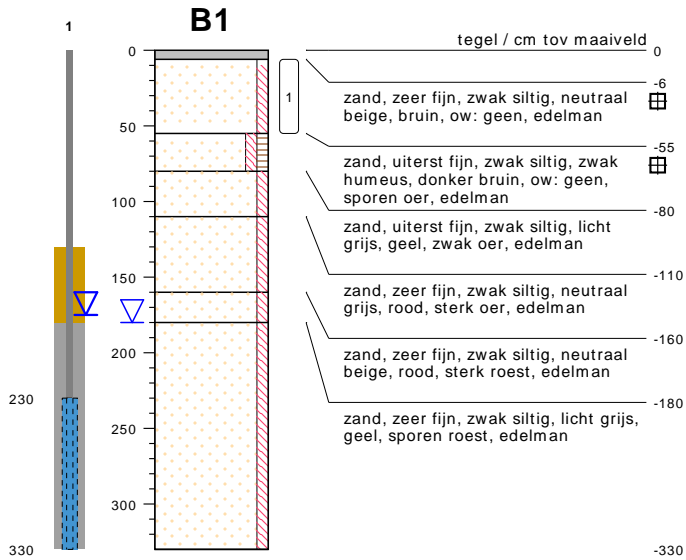 B1
1
tegel / cm tov maaiveld
0
0
-6
zand, zeer fijn, zwak siltig, neutraal
beige, bruin, ow: geen, edelman
1
50
-55
zand, uiterst fijn, zwak siltig, zwak
humeus, donker bruin, ow: geen,
sporen oer, edelman
100
-80
zand, uiterst fijn, zwak siltig, licht
grijs, geel, zwak oer, edelman
150
-110
zand, zeer fijn, zwak siltig, neutraal
grijs, rood, sterk oer, edelman
200
-160
zand, zeer fijn, zwak siltig, neutraal
beige, rood, sterk roest, edelman
230
-180
zand, zeer fijn, zwak siltig, licht grijs,
geel, sporen roest, edelman
250
300
330
-330